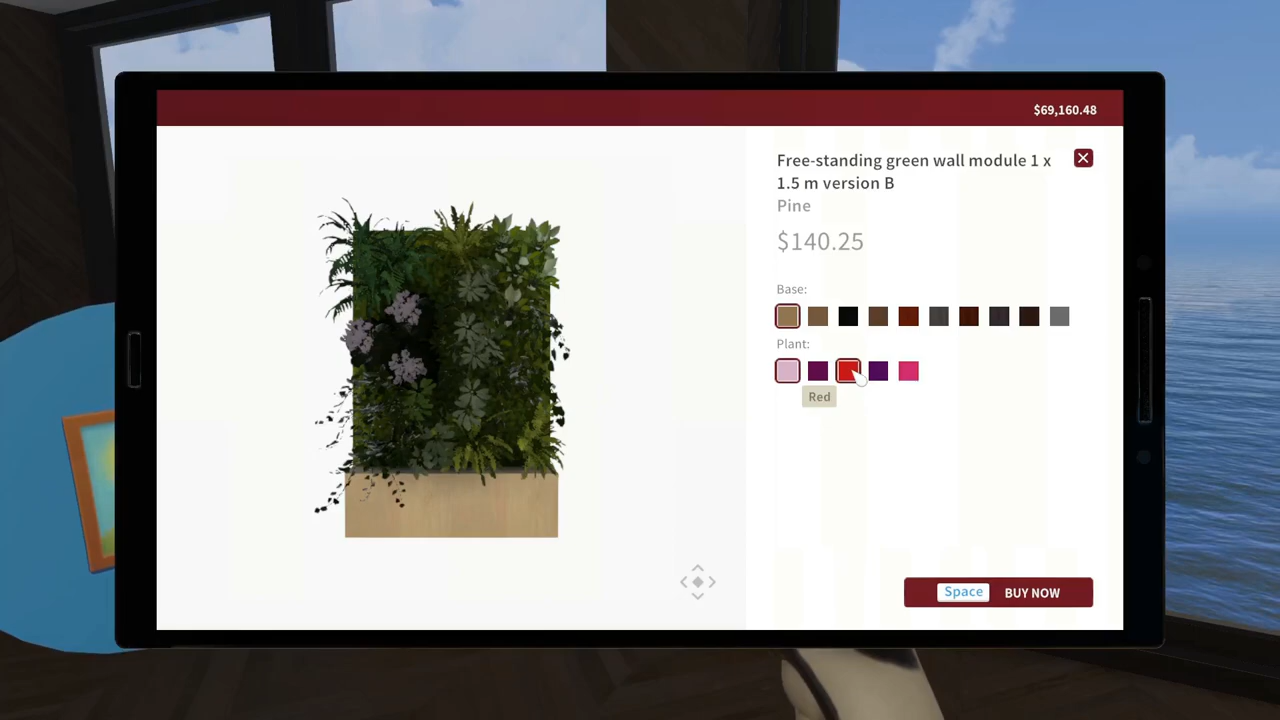 $69,160.48
Free-standing green wall module 1 x
1.5 m version B
Pine
$140.25
Base:
Plant:
Red
Space BUY NOW